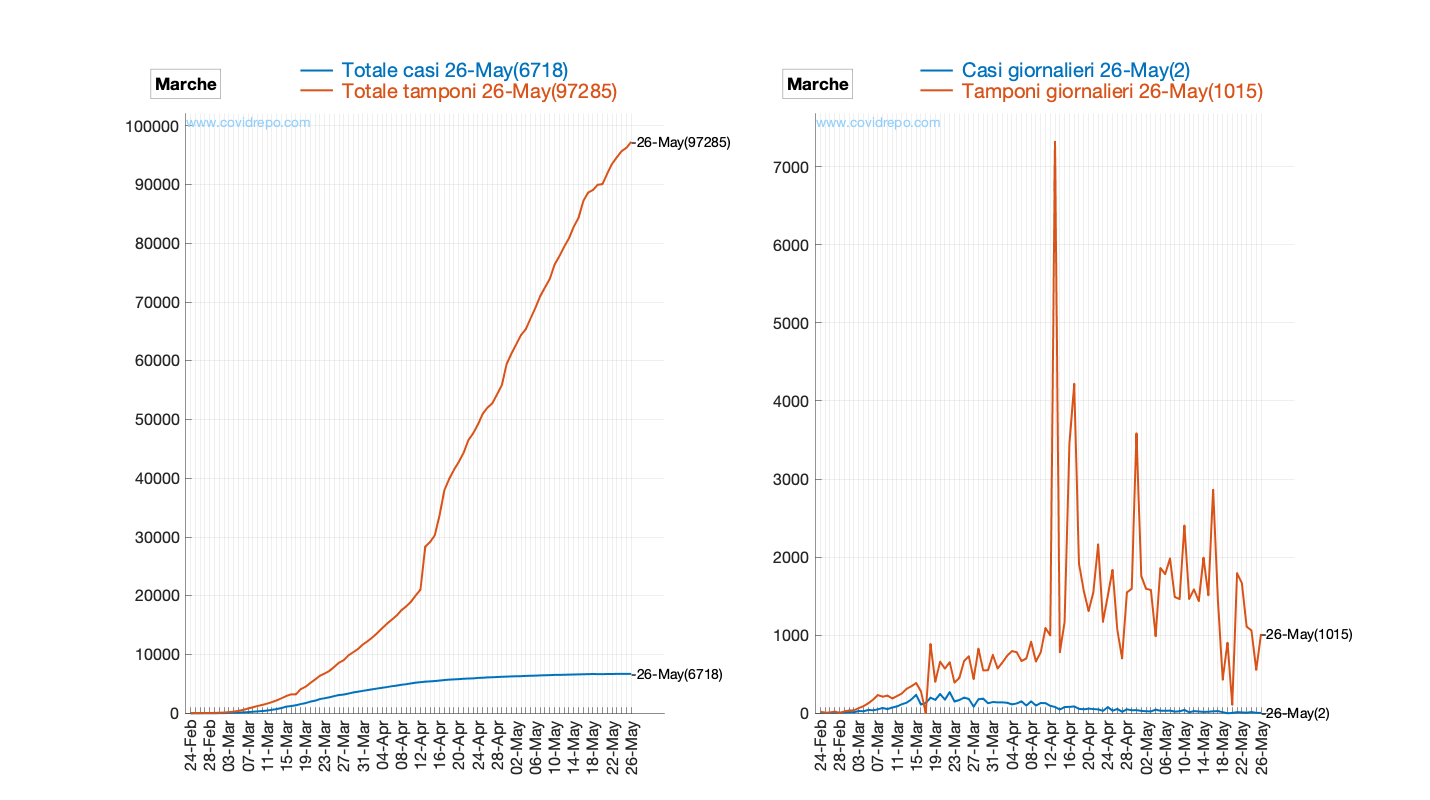 Marche
Totale casi 26-May(6718)
Totale tamponi 26-May(97285)
www.covidrepo.com
100000
90000
80000
70000
60000
50000
40000
30000
20000
10000
0
26-May(97285)
26-May(6718)
24-Feb
28-Feb
03-Mar
07-Mar
11-Mar
15-Mar
19-Mar
23-Mar
27-Mar
31-Mar
04-Apr
08-Apr
12-Apr
16-Apr
20-Apr
24-Apr
28-Apr
02-May
06-May
10-May
14-May
18-May
22-May
26-May
Marche
Casi giornalieri 26-May(2)
Tamponi giornalieri 26-May(1015)
www.covidrepo.com
7000
6000
5000
4000
3000
2000
1000
0
26-May(1015)
26-May(2)
24-Feb
28-Feb
03-Mar
07-Mar
11-Mar
15-Mar
19-Mar
23-Mar
27-Mar
31-Mar
04-Apr
08-Apr
12-Apr
16-Apr
20-Apr
24-Apr
28-Apr
02-May
06-May
10-May
14-May
18-May
22-May
26-May